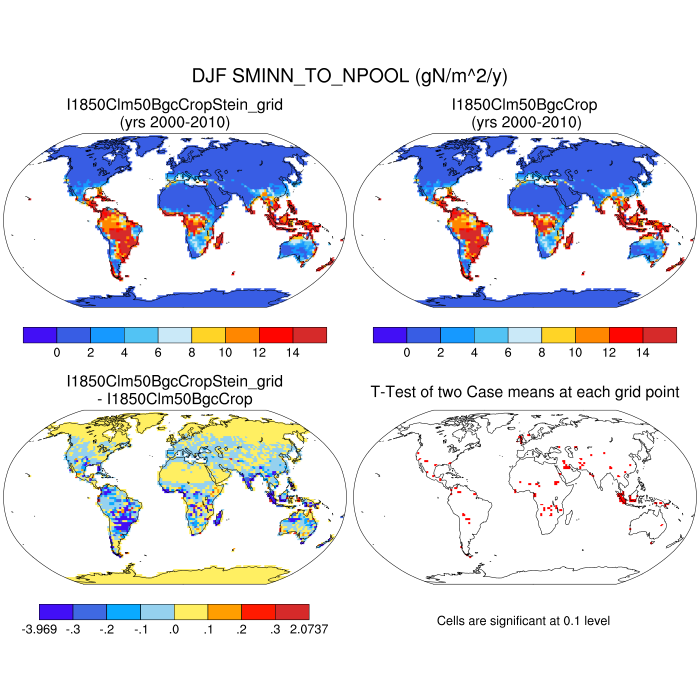 DJF SMINN_TO_NPOOL (gN/m^2/y)
I1850Clm50BgcCropStein_grid
(yrs 2000-2010)
I1850Clm50BgcCrop
(yrs 2000-2010)
0 2 4 6 8 10 12 14
0 2 4 6 8 10 12 14
I1850Clm50BgcCropStein_grid
- I1850Clm50BgcCrop
T-Test of two Case means at each grid point
-3.969 -.3 -.2 -.1 .0 .1 .2 .3 2.0737
Cells are significant at 0.1 level